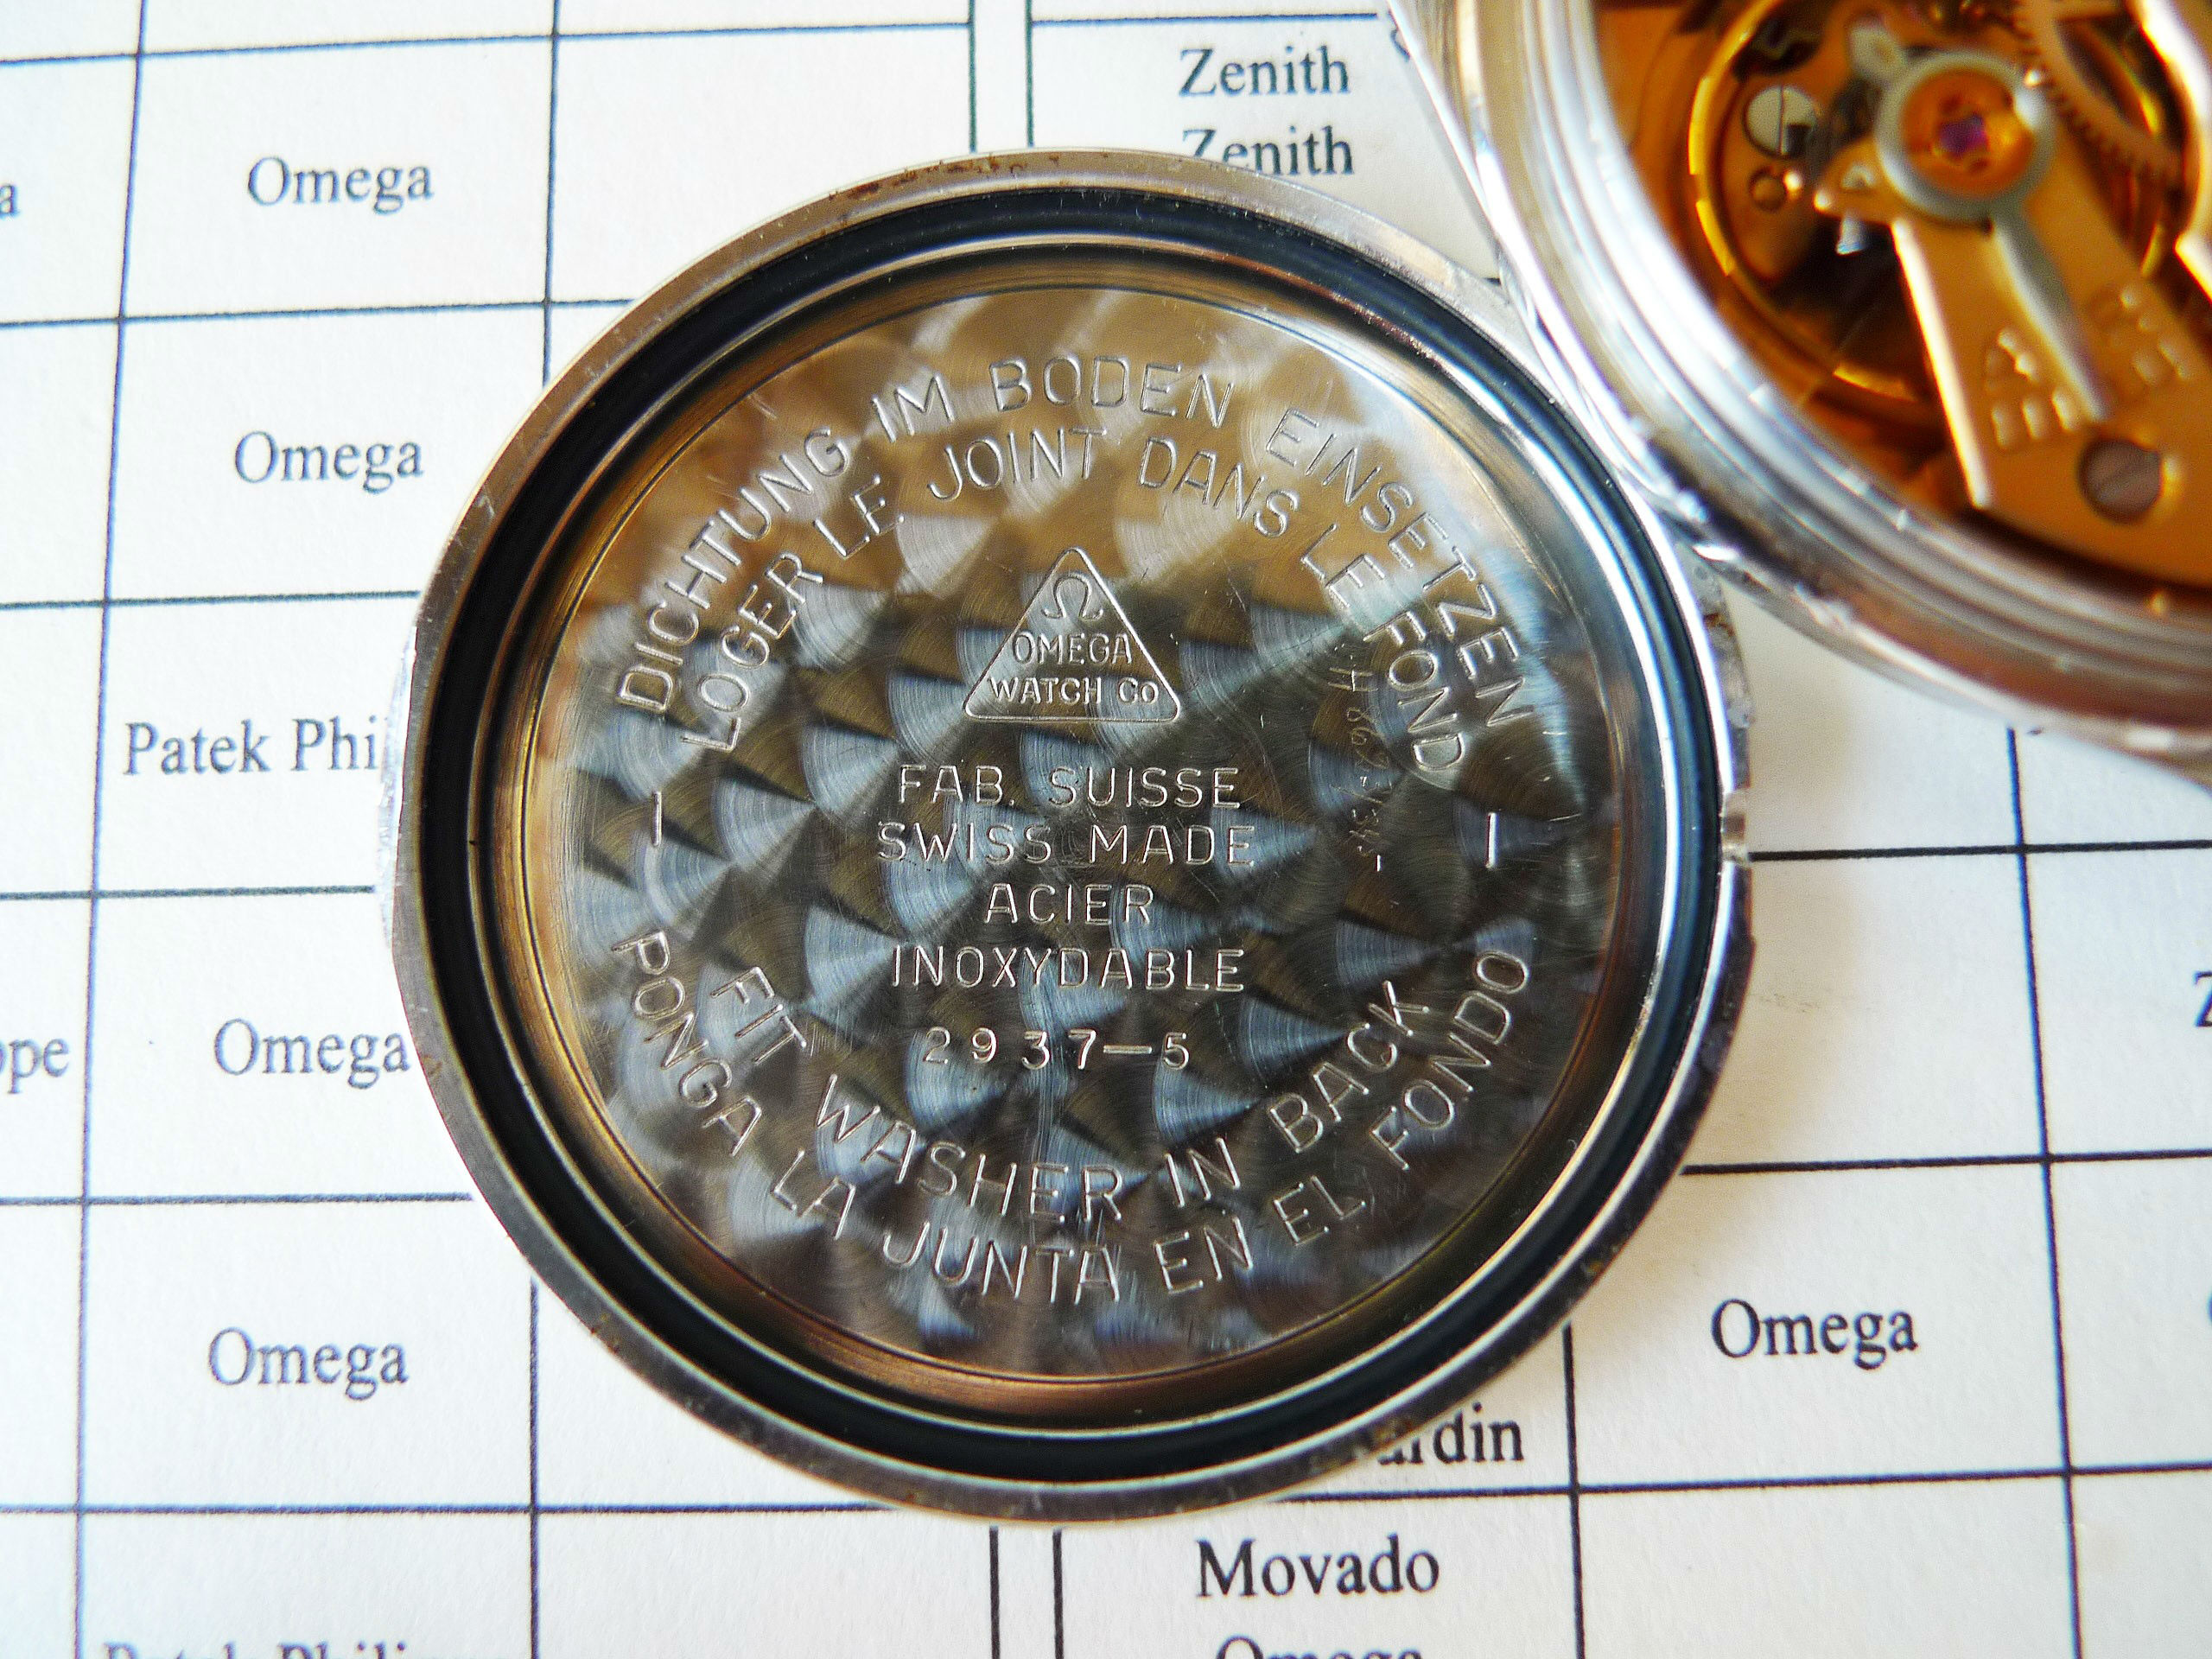 Zenith
Zenith
Omega
Omega
Patek Phi
Omega
Omega
Omega
Movado
DICHTUNG IM BODEN EINSETZEN
LOGER LE JOINT DANS LE FOND
Ω
OMEGA
WATCH Co
FAB. SUISSE
SWISS MADE
ACIER
INOXYDABLE
2937-5
FIT WASHER IN BACK
PONGA LA JUNTA EN EL FONDO